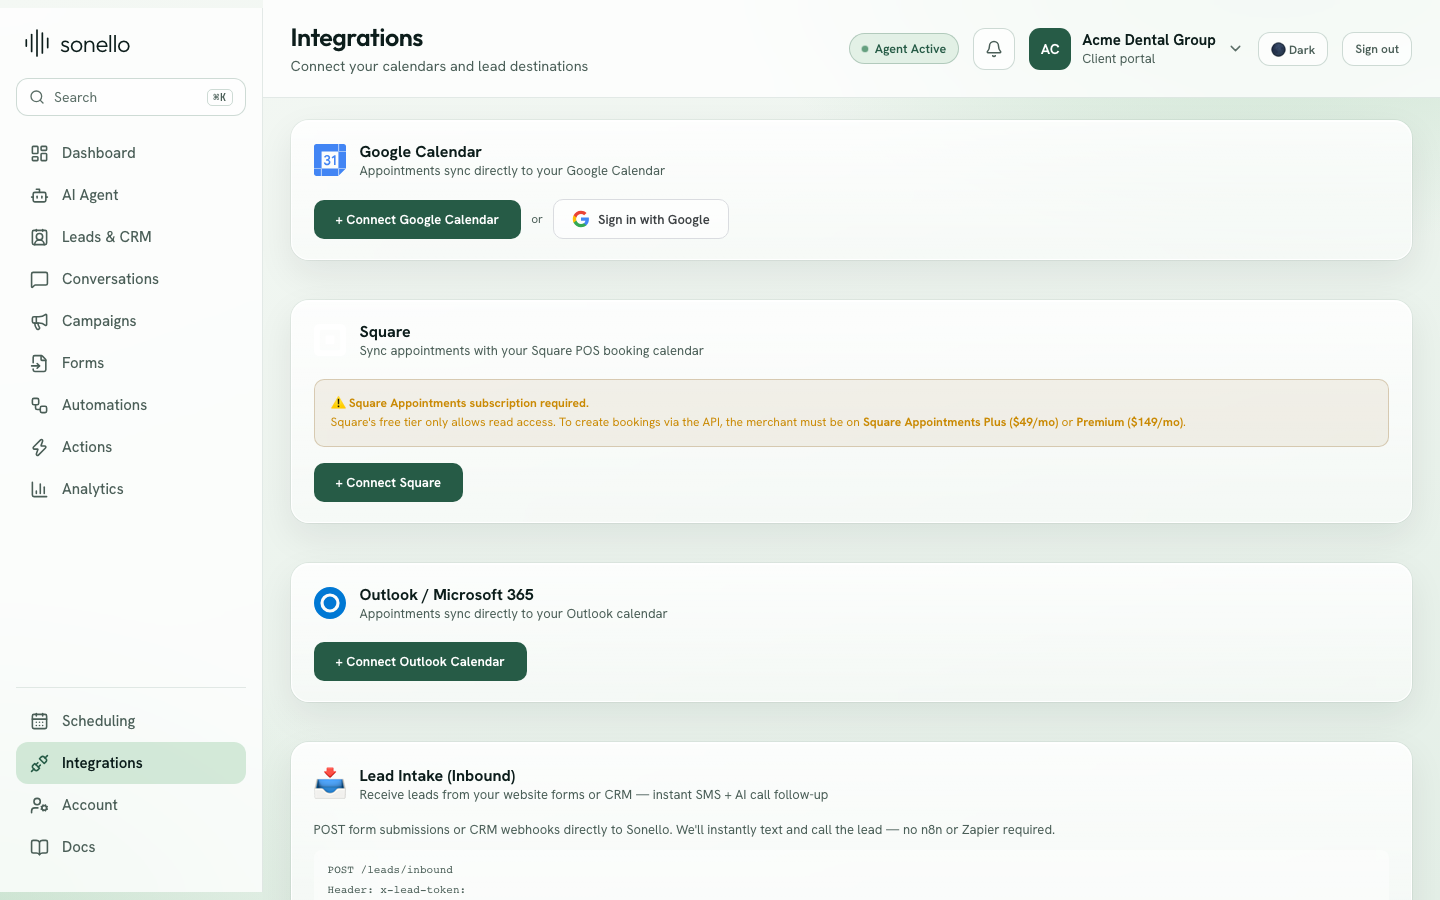 sonello
Search
⌘K
Dashboard
AI Agent
Leads & CRM
Conversations
Campaigns
Forms
Automations
Actions
Analytics
Scheduling
Integrations
Account
Docs
Integrations
Connect your calendars and lead destinations
Agent Active
AC
Acme Dental Group
Client portal
Dark
Sign out
31
Google Calendar
Appointments sync directly to your Google Calendar
+ Connect Google Calendar
or
Sign in with Google
Square
Sync appointments with your Square POS booking calendar
⚠️ Square Appointments subscription required.
Square's free tier only allows read access. To create bookings via the API, the merchant must be on Square Appointments Plus ($49/mo) or Premium ($149/mo).
+ Connect Square
Outlook / Microsoft 365
Appointments sync directly to your Outlook calendar
+ Connect Outlook Calendar
Lead Intake (Inbound)
Receive leads from your website forms or CRM — instant SMS + AI call follow-up
POST form submissions or CRM webhooks directly to Sonello. We'll instantly text and call the lead — no n8n or Zapier required.
POST /leads/inbound
Header: x-lead-token: